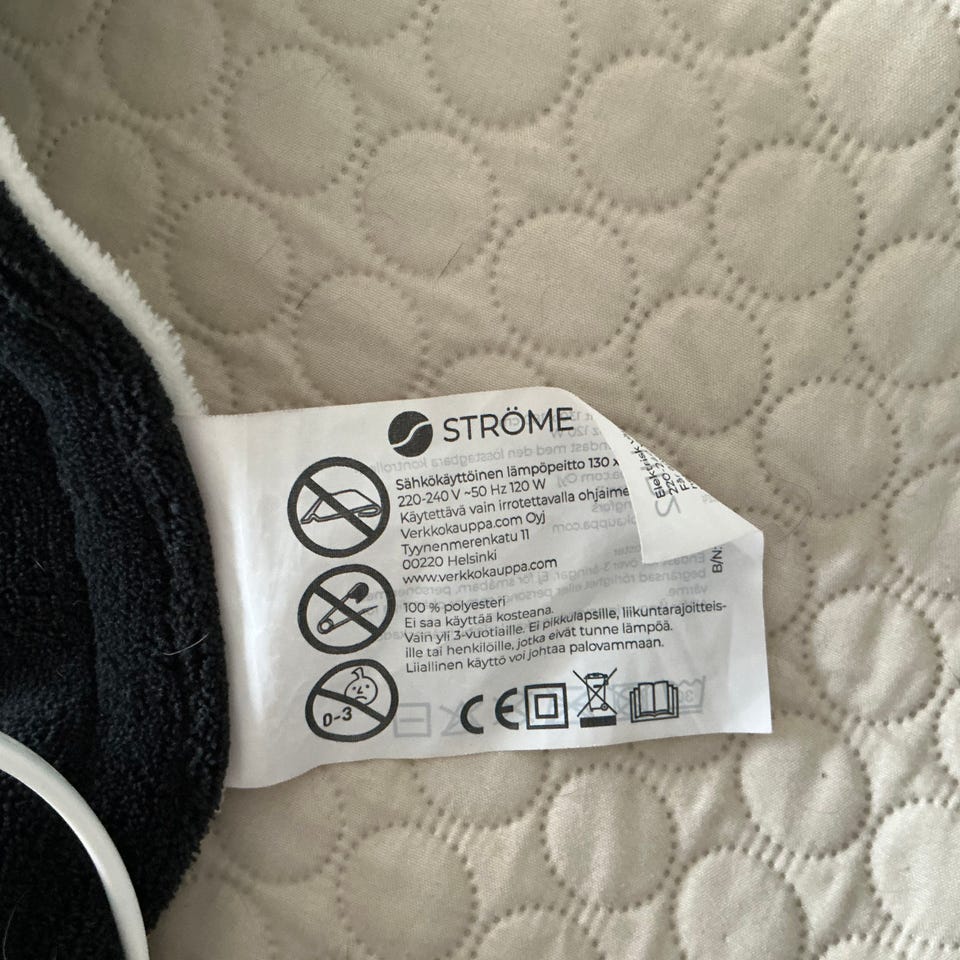 STRÖME
Sähkökäyttöinen lämpöpeitto 130 x
220-240 V ~50 Hz 120 W
Käytettävä vain irrotettavalla ohjaime
Verkkokauppa.com Oyj
Tyynenmerenkatu 11
00220 Helsinki
www.verkkokauppa.com
100 % polyesteri
Ei saa käyttää kosteana.
Vain yli 3-vuotiaille. Ei pikkulapsille, liikuntarajoitteis-
ille tai henkilöille, jotka eivät tunne lämpöä.
Liiallinen käyttö voi johtaa palovammaan.
0-3
CE
B/N: